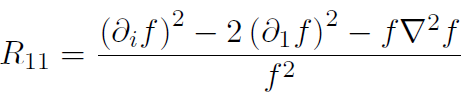 R_{11} = \frac{(\partial_i f)^2 - 2 (\partial_1 f)^2 - f \nabla^2 f}{f^2}